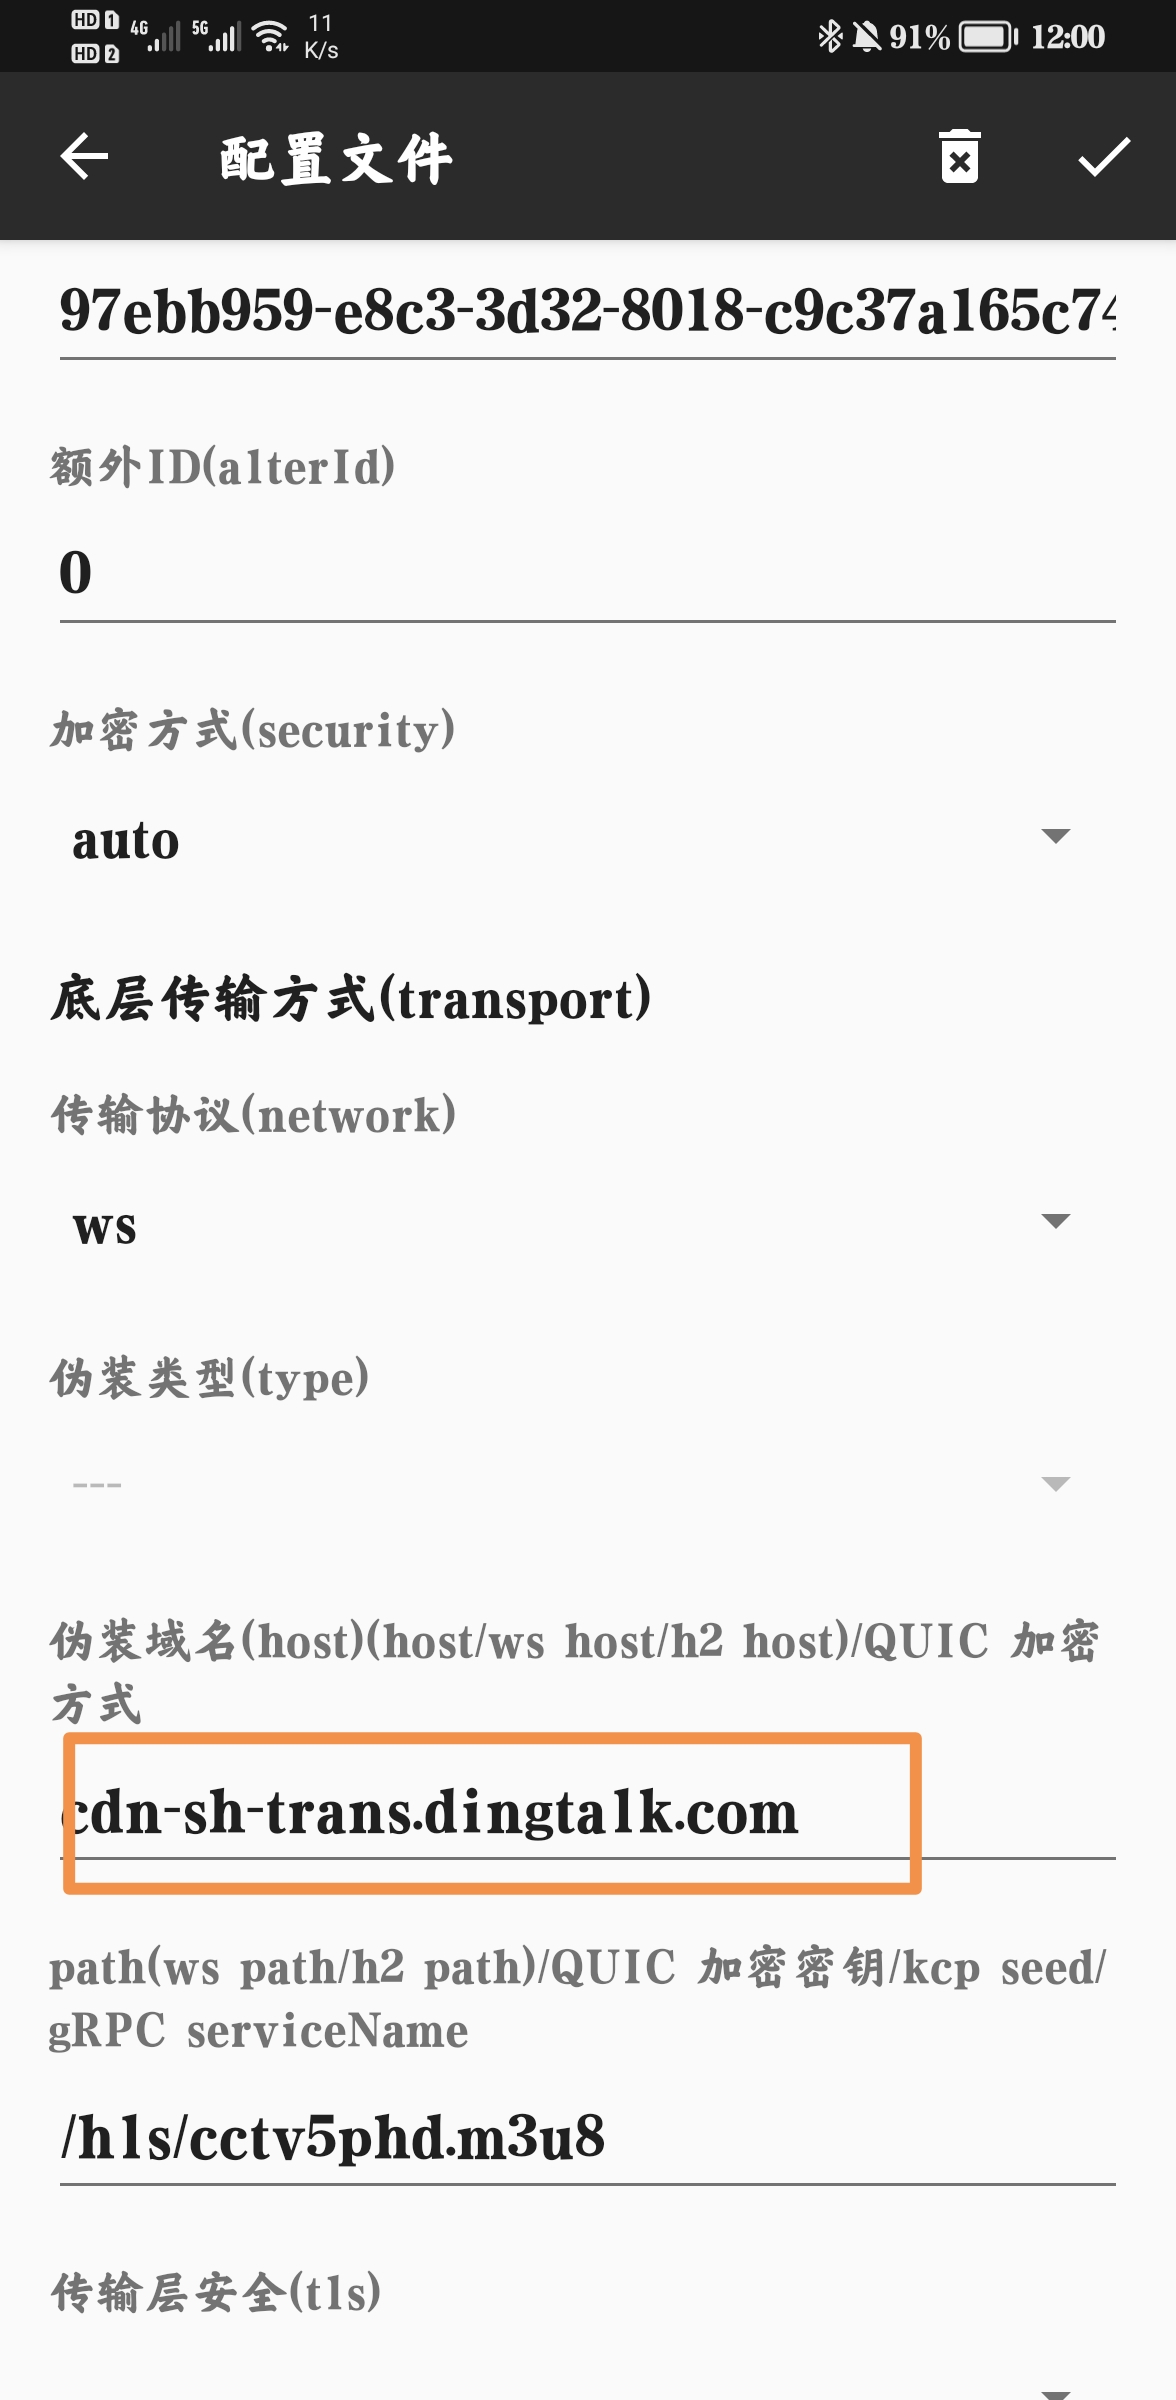 HD 1 4G 5G 11 91% 12:00
HD 2 K/s
配置文件
97ebb959-e8c3-3d32-8018-c9c37a165c74
额外ID(alterId)
0
加密方式(security)
auto
底层传输方式(transport)
传输协议(network)
ws
伪装类型(type)
---
伪装域名(host)(host/ws host/h2 host)/QUIC 加密
方式
cdn-sh-trans.dingtalk.com
path(ws path/h2 path)/QUIC 加密密钥/kcp seed/
gRPC serviceName
/hls/cctv5phd.m3u8
传输层安全(tls)